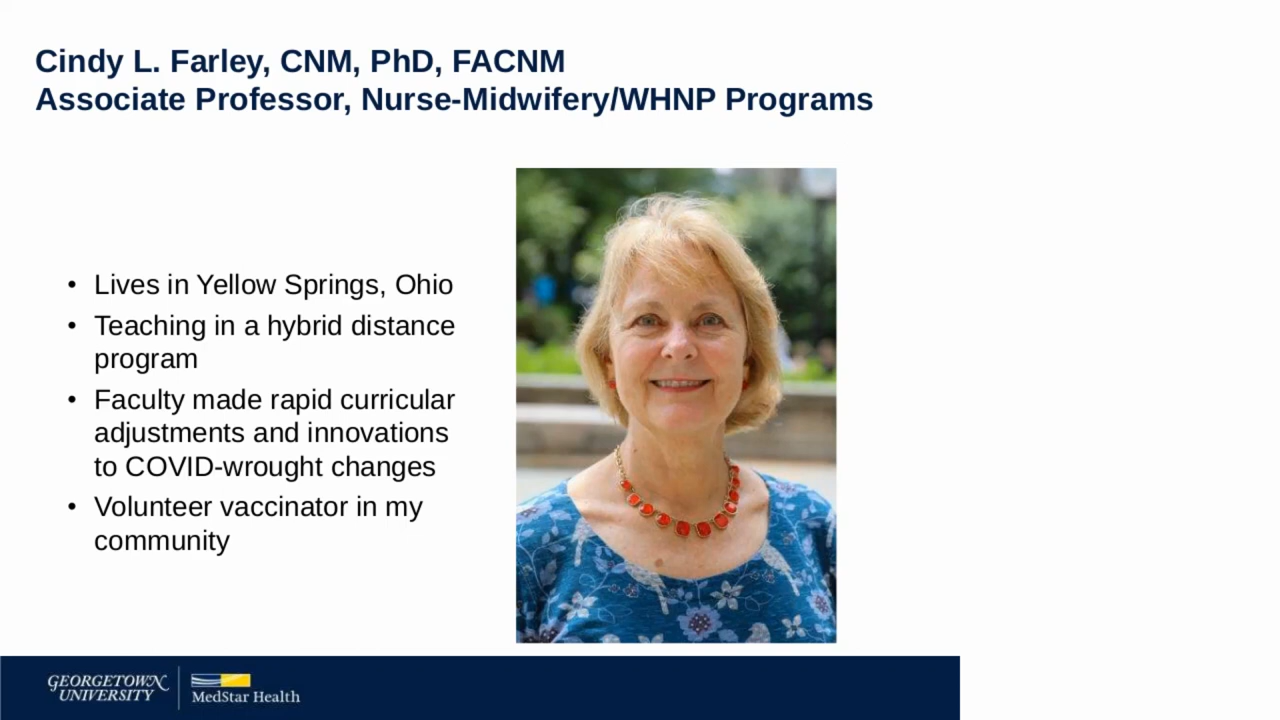 Cindy L. Farley, CNM, PhD, FACNM
Associate Professor, Nurse-Midwifery/WHNP Programs
• Lives in Yellow Springs, Ohio
• Teaching in a hybrid distance
program
• Faculty made rapid curricular
adjustments and innovations
to COVID-wrought changes
• Volunteer vaccinator in my
community
GEORGETOWN
UNIVERSITY
MedStar Health